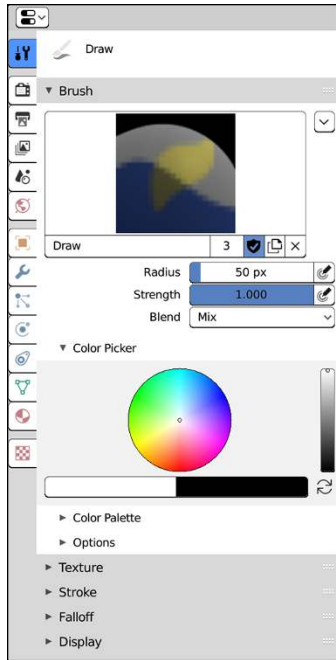 Draw
Brush
Draw 3
Radius 50 px
Strength 1.000
Blend Mix
Color Picker
Color Palette
Options
Texture
Stroke
Falloff
Display